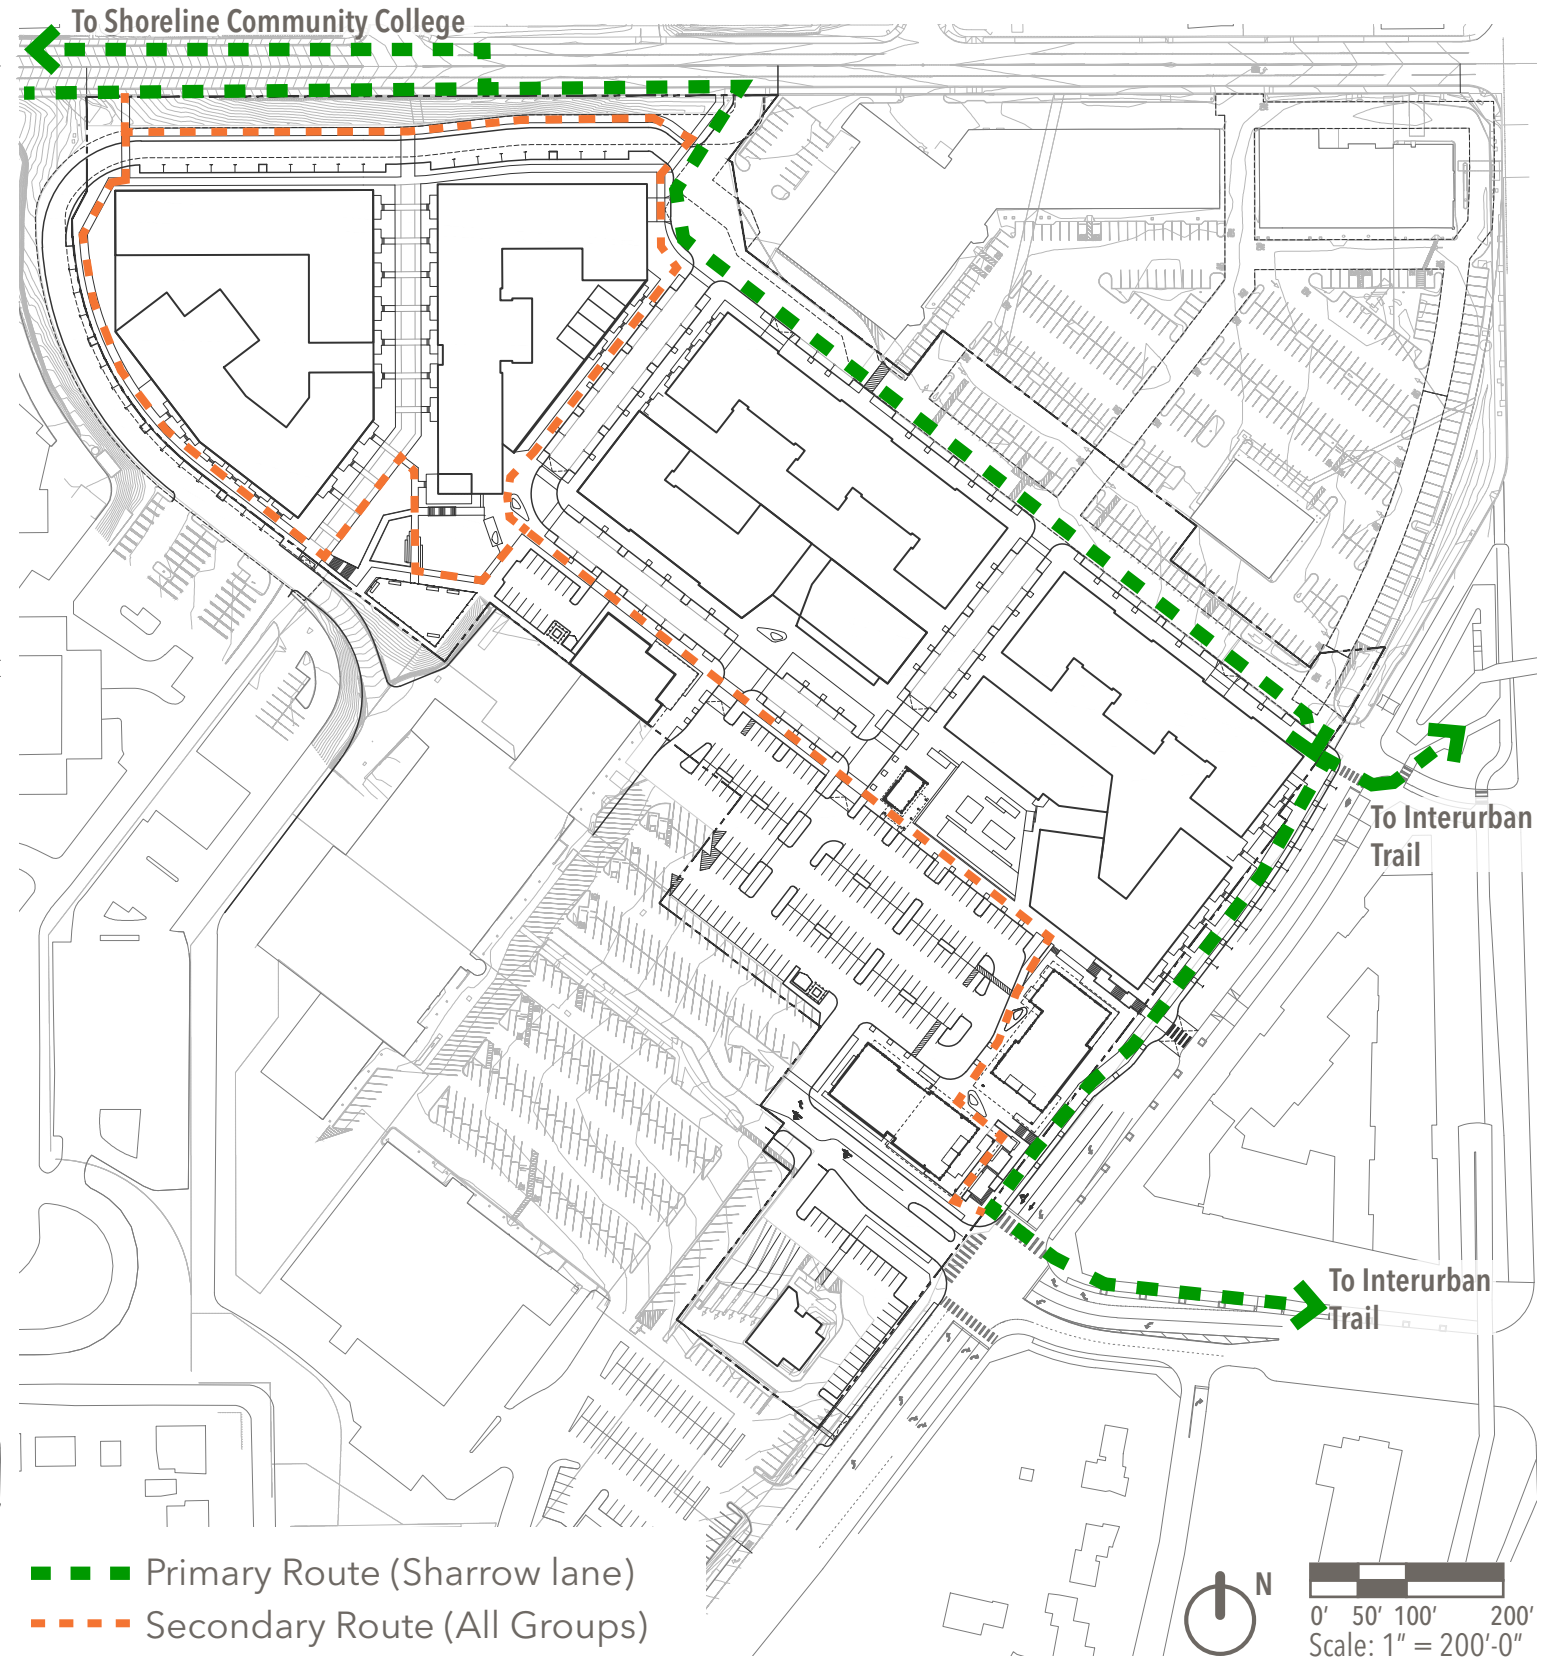 To Shoreline Community College
To Interurban
Trail
To Interurban
Trail
Primary Route (Sharrow lane)
Secondary Route (All Groups)
N
0' 50' 100' 200'
Scale: 1" = 200'-0"